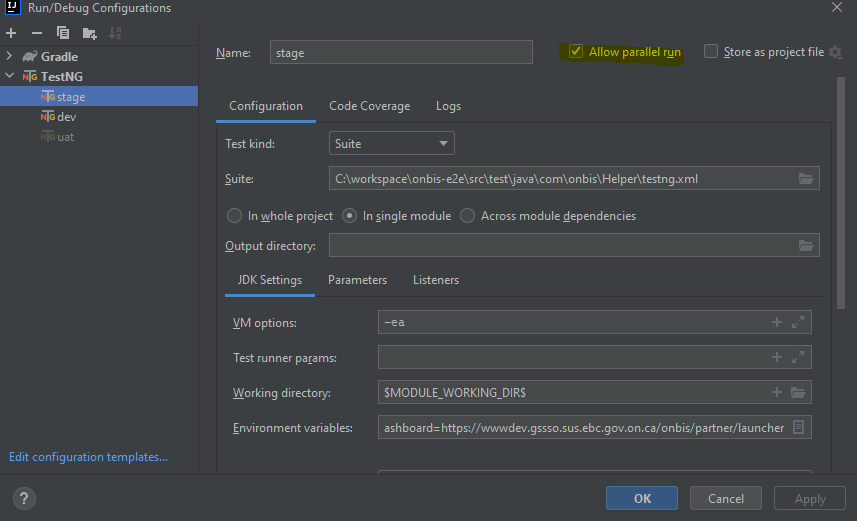 IJ Run/Debug Configurations
Gradle
TestNG
NG stage
NG dev
NG uat
Edit configuration templates...
Name: stage Allow parallel run Store as project file
Configuration Code Coverage Logs
Test kind: Suite
Suite: C:\workspace\onbis-e2e\src\test\java\com\onbis\Helper\testng.xml
In whole project In single module Across module dependencies
Output directory:
JDK Settings Parameters Listeners
VM options: -ea
Test runner params:
Working directory: $MODULE_WORKING_DIR$
Environment variables: ashboard=https://wwwdev.gssso.sus.ebc.gov.on.ca/onbis/partner/launcher
? OK Cancel Apply